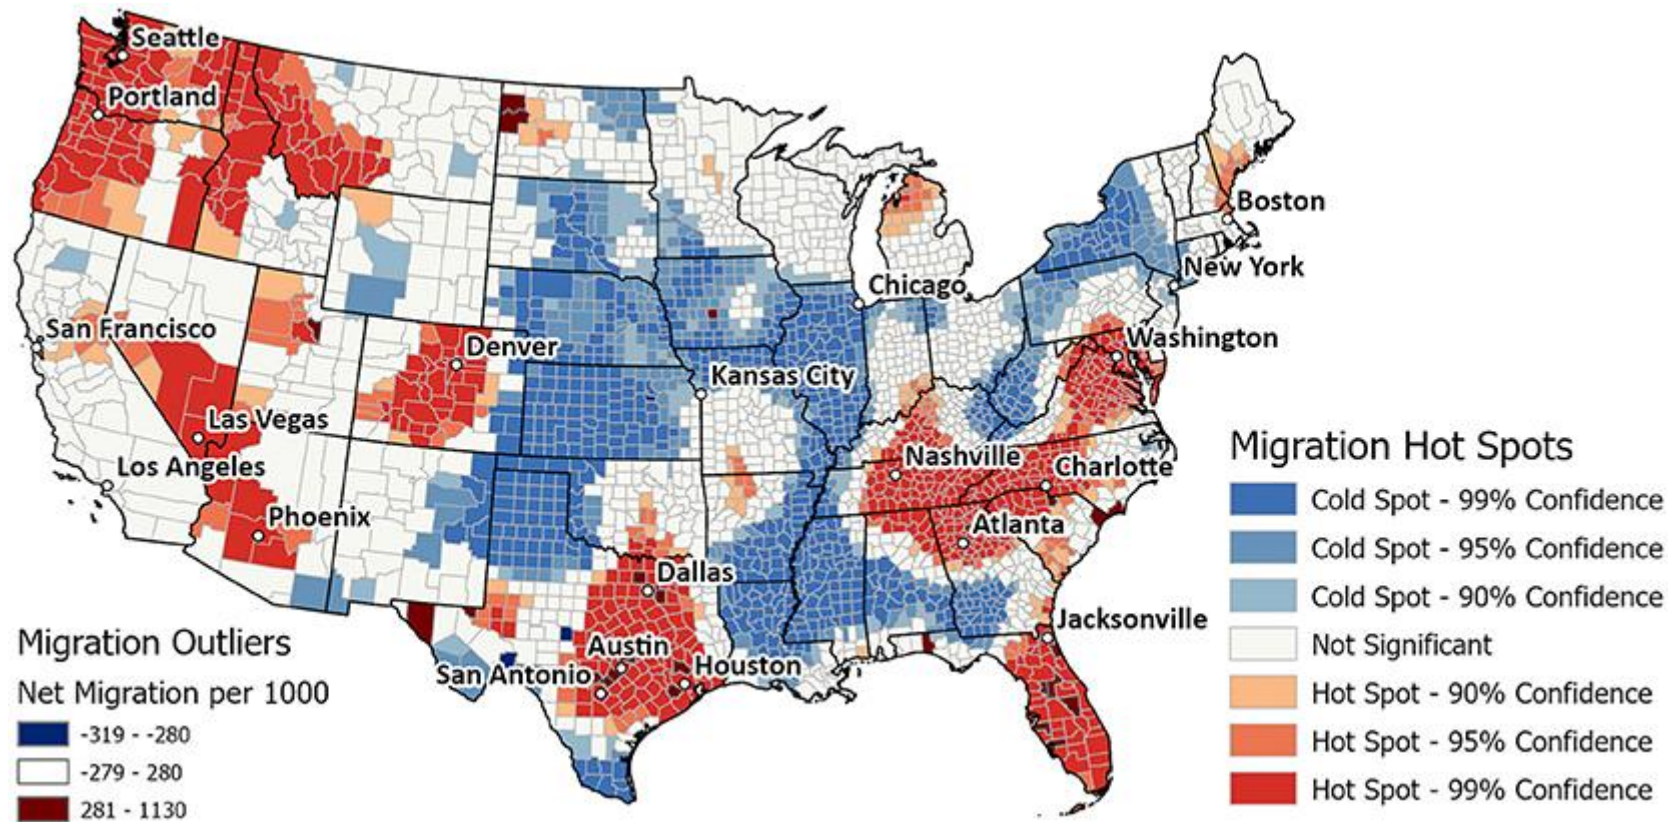 Seattle
Portland
Boston
New York
Chicago
San Francisco
Washington
Denver
Kansas City
Las Vegas
Nashville
Charlotte
Los Angeles
Phoenix
Atlanta
Dallas
Jacksonville
Austin
San Antonio
Houston
Migration Outliers
Net Migration per 1000
-319 - -280
-279 - 280
281 - 1130
Migration Hot Spots
Cold Spot - 99% Confidence
Cold Spot - 95% Confidence
Cold Spot - 90% Confidence
Not Significant
Hot Spot - 90% Confidence
Hot Spot - 95% Confidence
Hot Spot - 99% Confidence